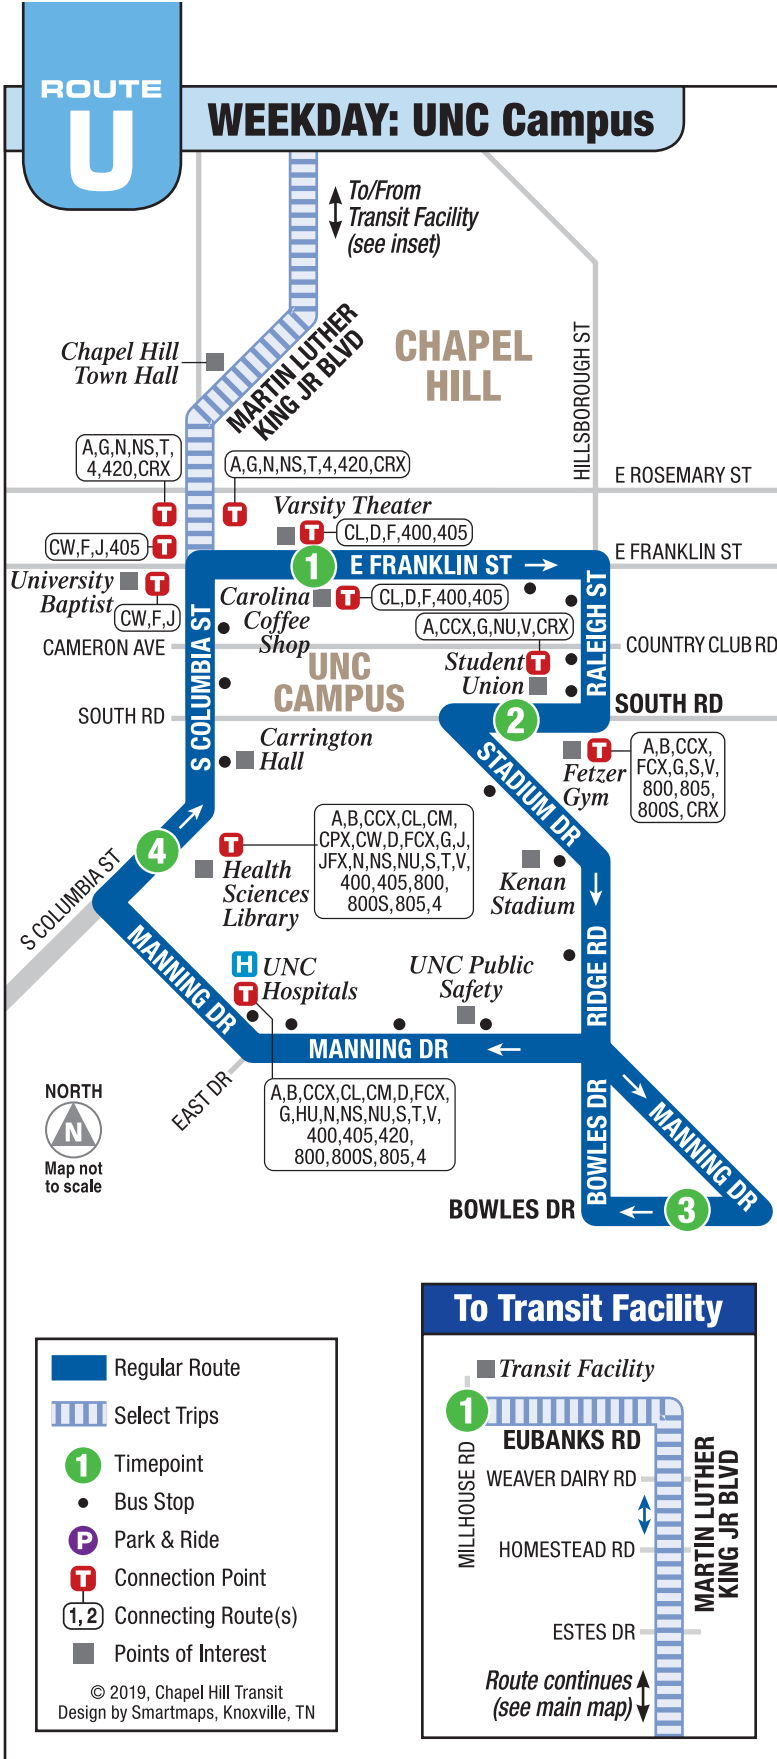 ROUTE
U
WEEKDAY: UNC Campus
To/From
Transit Facility
(see inset)
MARTIN LUTHER
KING JR BLVD
Chapel Hill
Town Hall
CHAPEL
HILL
HILLSBOROUGH ST
A,G,N,NS,T,
4,420,CRX
A,G,N,NS,T,4,420,CRX
E ROSEMARY ST
T
T
Varsity Theater
T
CL,D,F,400,405
CW,F,J,405
T
1
E FRANKLIN ST
E FRANKLIN ST
University
Baptist
T
CW,F,J
Carolina
Coffee
Shop
T
CL,D,F,400,405
RALEIGH ST
A,CCX,G,NU,V,CRX
CAMERON AVE
COUNTRY CLUB RD
S COLUMBIA ST
UNC
CAMPUS
Student
Union
T
SOUTH RD
SOUTH RD
2
Carrington
Hall
STADIUM DR
Fetzer
Gym
T
A,B,CCX,
FCX,G,S,V,
800,805,
800S,CRX
4
S COLUMBIA ST
T
Health
Sciences
Library
A,B,CCX,CL,CM,
CPX,CW,D,FCX,G,J,
JFX,N,NS,NU,S,T,V,
400,405,800,
800S,805,4
Kenan
Stadium
MANNING DR
H
UNC
Hospitals
T
UNC Public
Safety
RIDGE RD
MANNING DR
EAST DR
A,B,CCX,CL,CM,D,FCX,
G,HU,N,NS,NU,S,T,V,
400,405,420,
800,800S,805,4
NORTH
N
Map not
to scale
BOWLES DR
MANNING DR
BOWLES DR
3
To Transit Facility
Transit Facility
1
EUBANKS RD
MILLHOUSE RD
WEAVER DAIRY RD
MARTIN LUTHER
KING JR BLVD
HOMESTEAD RD
ESTES DR
Route continues
(see main map)
Regular Route
Select Trips
1
Timepoint
Bus Stop
P
Park & Ride
T
Connection Point
1, 2
Connecting Route(s)
Points of Interest
© 2019, Chapel Hill Transit
Design by Smartmaps, Knoxville, TN